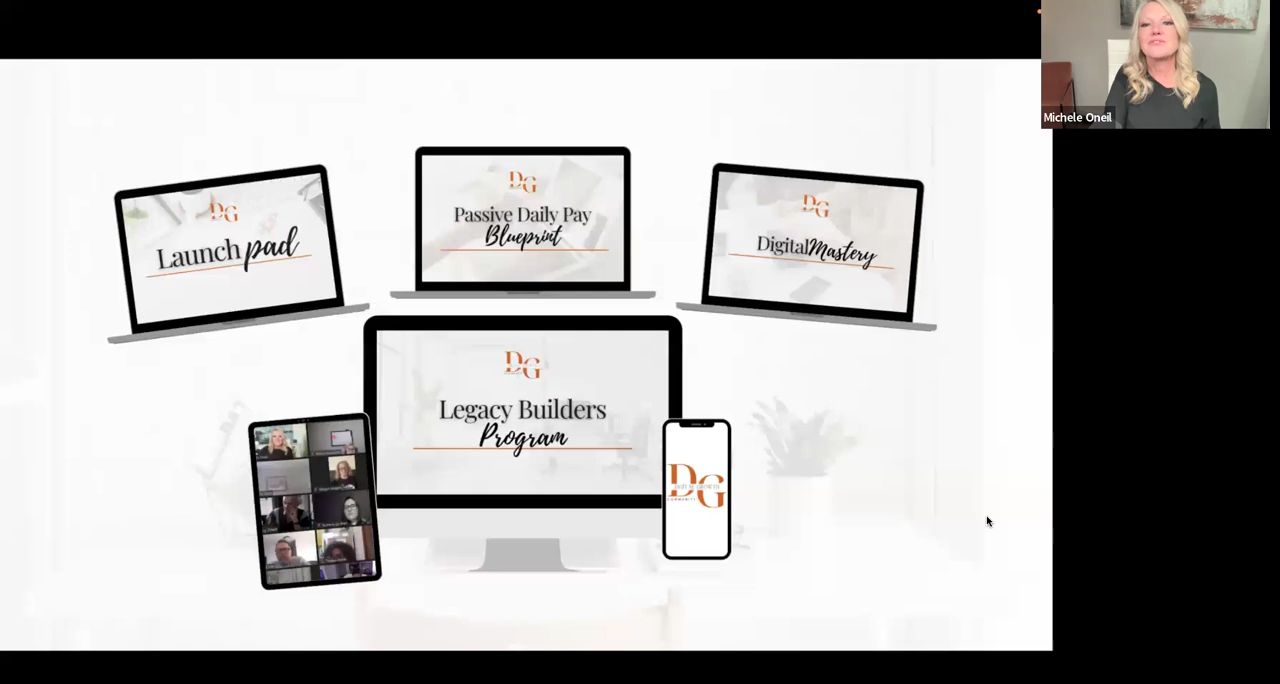 Michele Oneil
DG
Launch pad
DG
Passive Daily Pay
Blueprint
DG
DigitalMastery
DG
Legacy Builders
Program
DG